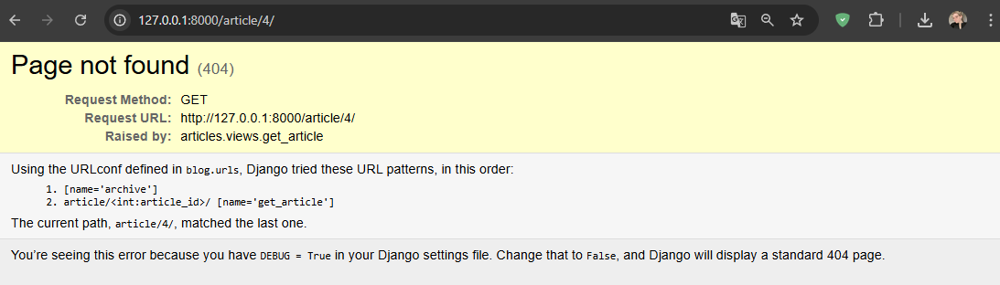 127.0.0.1:8000/article/4/
Page not found (404)
Request Method: GET
Request URL: http://127.0.0.1:8000/article/4/
Raised by: articles.views.get_article
Using the URLconf defined in blog.urls, Django tried these URL patterns, in this order:
1. [name='archive']
2. article/<int:article_id>/ [name='get_article']
The current path, article/4/, matched the last one.
You’re seeing this error because you have DEBUG = True in your Django settings file. Change that to False, and Django will display a standard 404 page.